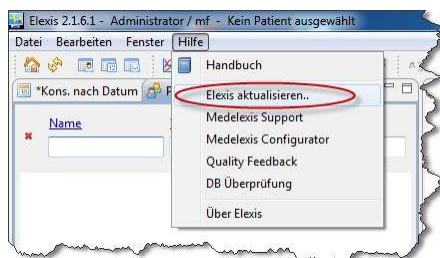 Elexis 2.1.6.1 - Administrator / mf - Kein Patient ausgewählt
Datei Bearbeiten Fenster Hilfe
Handbuch
*Kons. nach Datum
Elexis aktualisieren...
Name
Medelexis Support
Medelexis Configurator
Quality Feedback
DB Überprüfung
Über Elexis